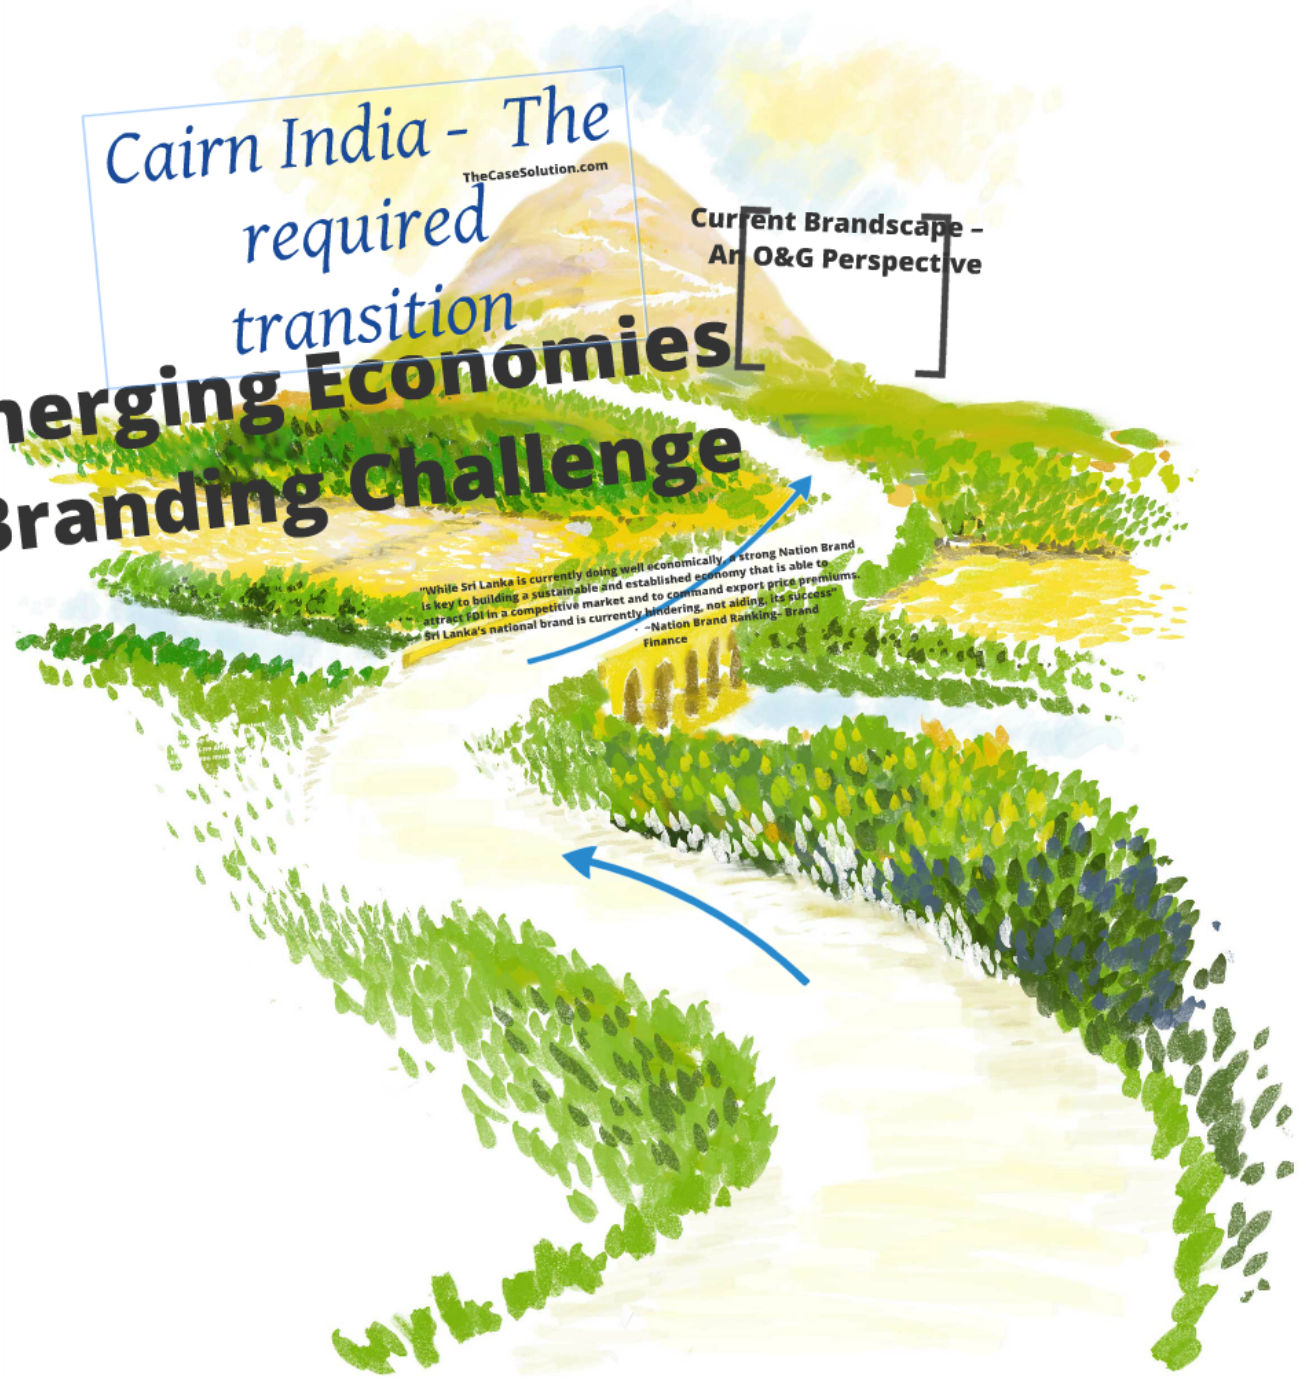 Cairn India - The
required
transition
TheCaseSolution.com
Current Brandscape –
An O&G Perspective
merging Economies
Branding Challenge
"While Sri Lanka is currently doing well economically, a strong Nation Brand
is key to building a sustainable and established economy that is able to
attract FDI in a competitive market and to command export price premiums.
Sri Lanka's national brand is currently hindering, not aiding, its success"
- –Nation Brand Ranking- Brand
Finance